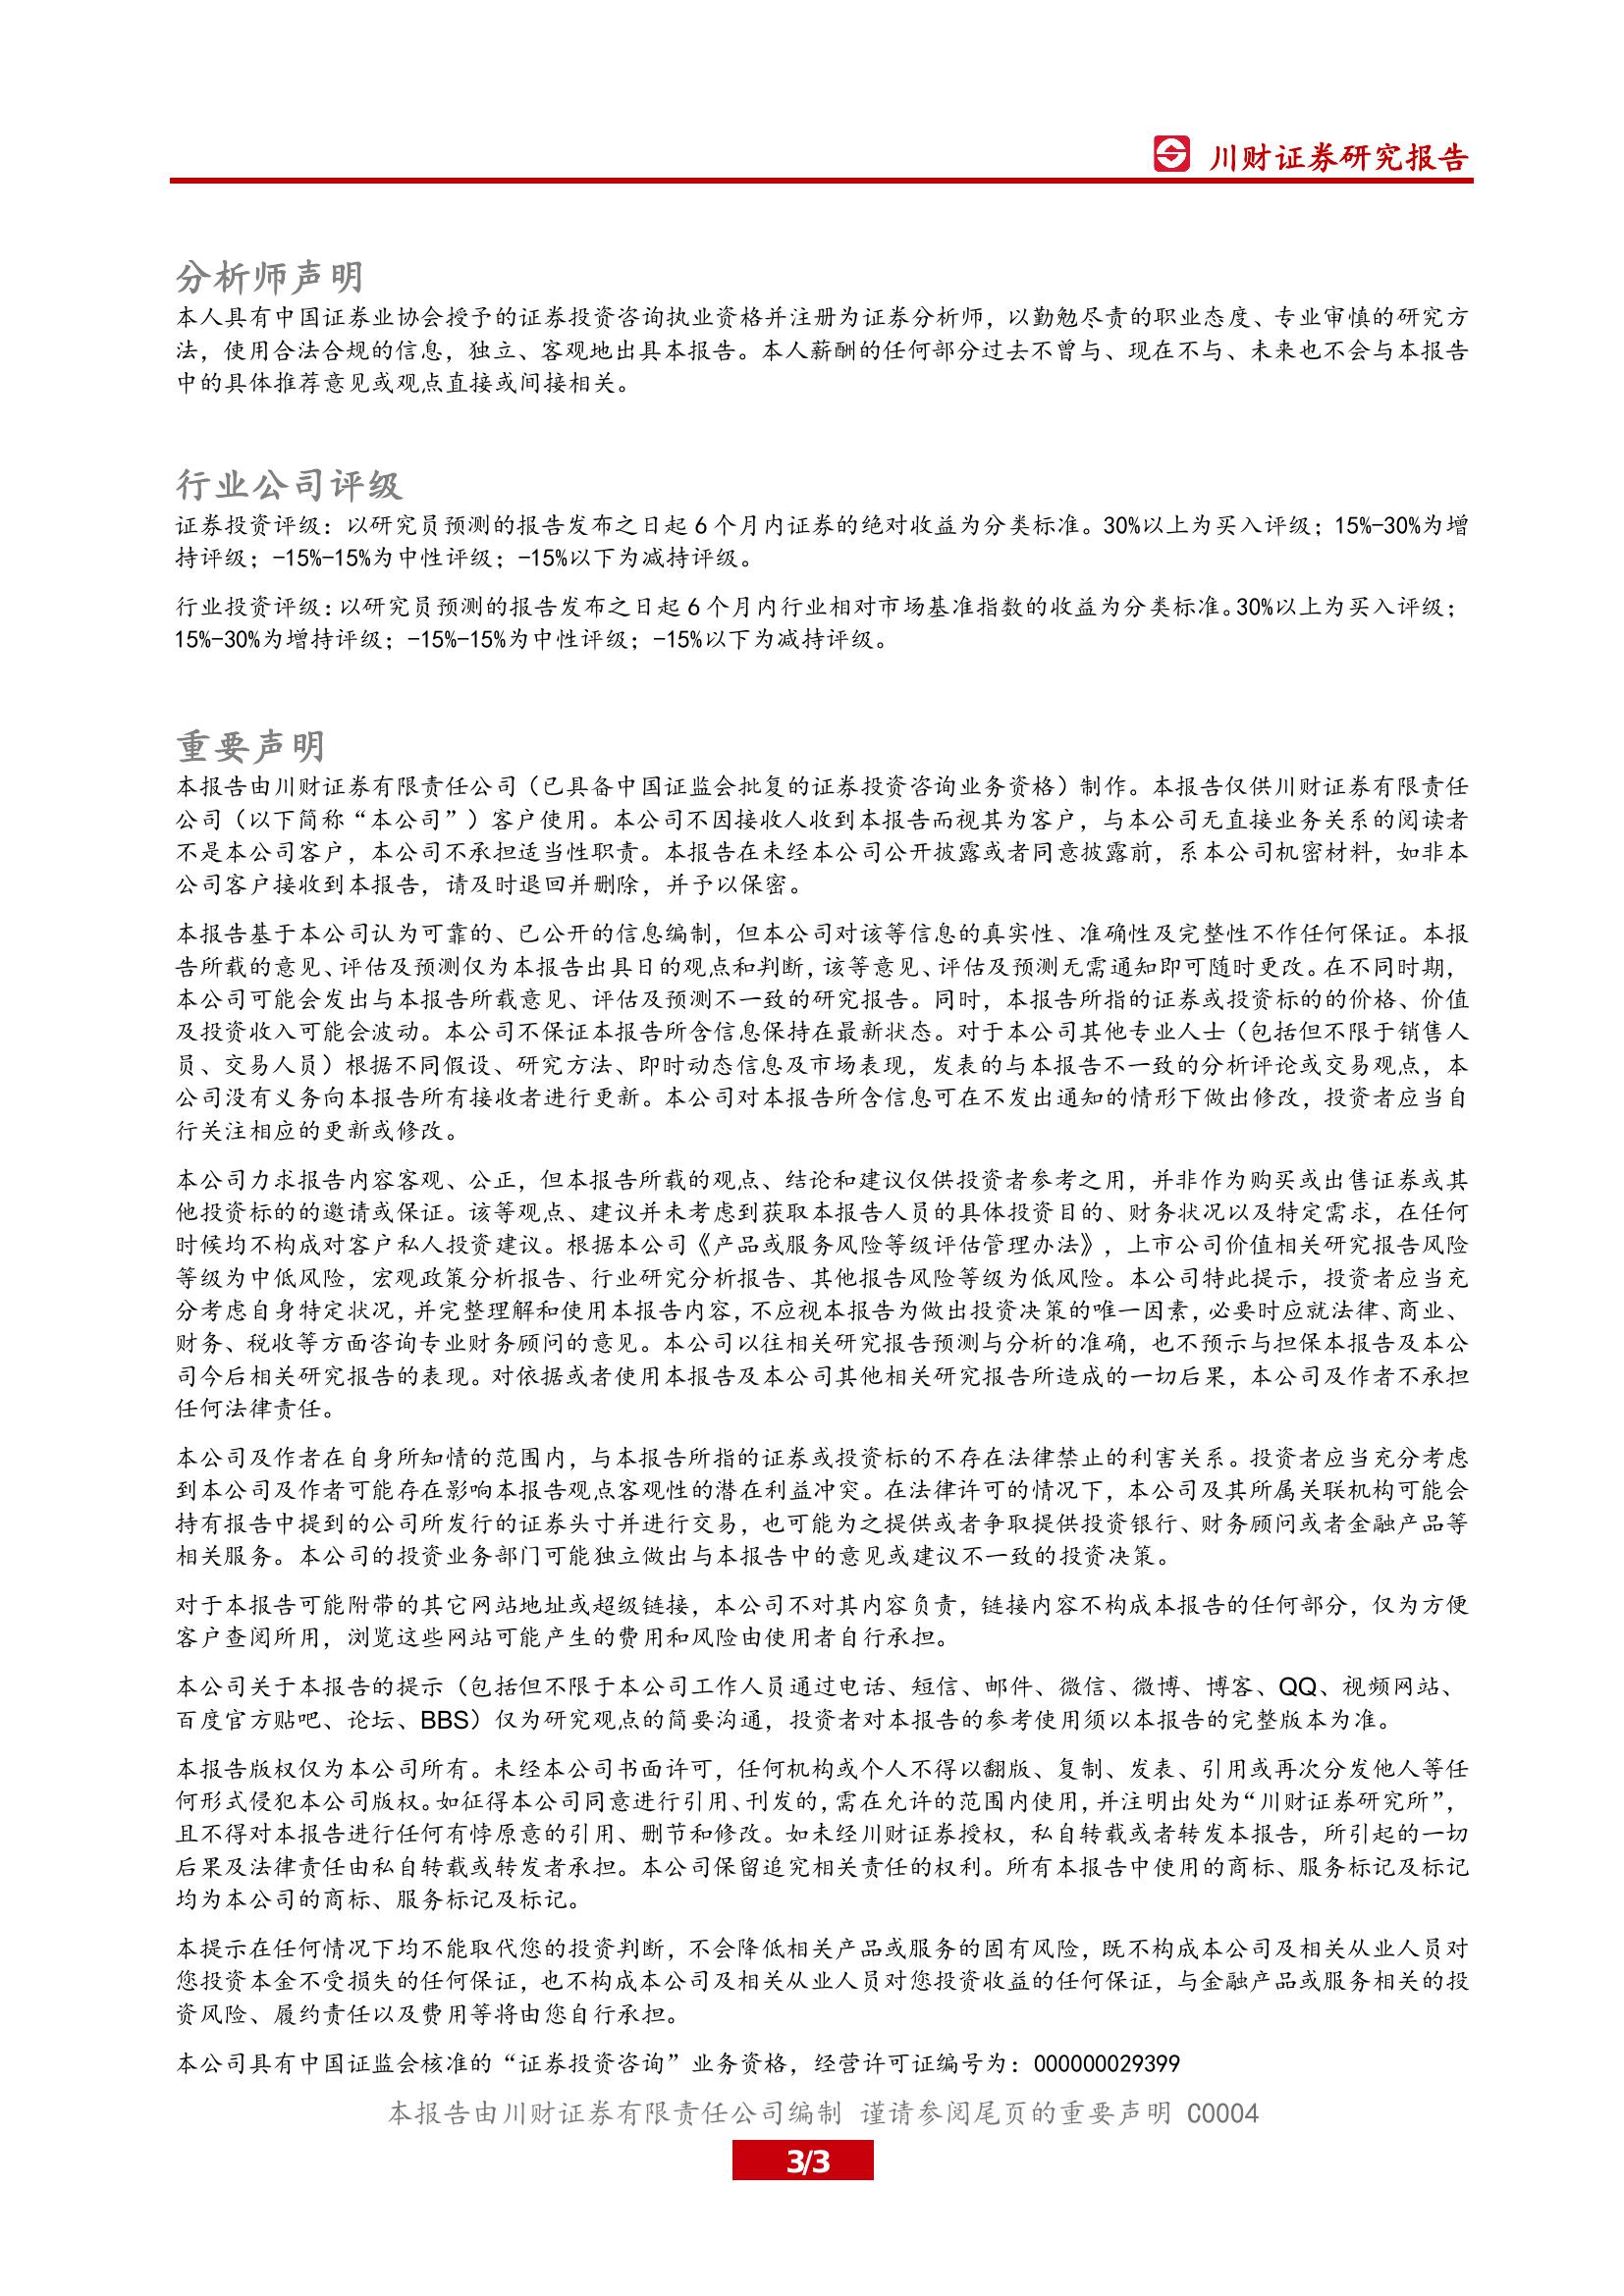 川财证券研究报告
分析师声明
本人具有中国证券业协会授予的证券投资咨询执业资格并注册为证券分析师，以勤勉尽责的职业态度、专业审慎的研究方
法，使用合法合规的信息，独立、客观地出具本报告。本人薪酬的任何部分过去不曾与、现在不与、未来也不会与本报告
中的具体推荐意见或观点直接或间接相关。
行业公司评级
证券投资评级：以研究员预测的报告发布之日起 6 个月内证券的绝对收益为分类标准。30%以上为买入评级；15%-30%为增
持评级；-15%-15%为中性评级；-15%以下为减持评级。
行业投资评级：以研究员预测的报告发布之日起 6 个月内行业相对市场基准指数的收益为分类标准。30%以上为买入评级；
15%-30%为增持评级；-15%-15%为中性评级；-15%以下为减持评级。
重要声明
本报告由川财证券有限责任公司（已具备中国证监会批复的证券投资咨询业务资格）制作。本报告仅供川财证券有限责任
公司（以下简称“本公司”）客户使用。本公司不因接收人收到本报告而视其为客户，与本公司无直接业务关系的阅读者
不是本公司客户，本公司不承担适当性职责。本报告在未经本公司公开披露或者同意披露前，系本公司机密材料，如非本
公司客户接收到本报告，请及时退回并删除，并予以保密。
本报告基于本公司认为可靠的、已公开的信息编制，但本公司对该等信息的真实性、准确性及完整性不作任何保证。本报
告所载的意见、评估及预测仅为本报告出具日的观点和判断，该等意见、评估及预测无需通知即可随时更改。在不同时期，
本公司可能会发出与本报告所载意见、评估及预测不一致的研究报告。同时，本报告所指的证券或投资标的的价格、价值
及投资收入可能会波动。本公司不保证本报告所含信息保持在最新状态。对于本公司其他专业人士（包括但不限于销售人
员、交易人员）根据不同假设、研究方法、即时动态信息及市场表现，发表的与本报告不一致的分析评论或交易观点，本
公司没有义务向本报告所有接收者进行更新。本公司对本报告所含信息可在不发出通知的情形下做出修改，投资者应当自
行关注相应的更新或修改。
本公司力求报告内容客观、公正，但本报告所载的观点、结论和建议仅供投资者参考之用，并非作为购买或出售证券或其
他投资标的的邀请或保证。该等观点、建议并未考虑到获取本报告人员的具体投资目的、财务状况以及特定需求，在任何
时候均不构成对客户私人投资建议。根据本公司《产品或服务风险等级评估管理办法》，上市公司价值相关研究报告风险
等级为中低风险，宏观政策分析报告、行业研究分析报告、其他报告风险等级为低风险。本公司特此提示，投资者应当充
分考虑自身特定状况，并完整理解和使用本报告内容，不应视本报告为做出投资决策的唯一因素，必要时应就法律、商业、
财务、税收等方面咨询专业财务顾问的意见。本公司以往相关研究报告预测与分析的准确，也不预示与担保本报告及本公
司今后相关研究报告的表现。对依据或者使用本报告及本公司其他相关研究报告所造成的一切后果，本公司及作者不承担
任何法律责任。
本公司及作者在自身所知情的范围内，与本报告所指的证券或投资标的不存在法律禁止的利害关系。投资者应当充分考虑
到本公司及作者可能存在影响本报告观点客观性的潜在利益冲突。在法律许可的情况下，本公司及其所属关联机构可能会
持有报告中提到的公司所发行的证券头寸并进行交易，也可能为之提供或者争取提供投资银行、财务顾问或者金融产品等
相关服务。本公司的投资业务部门可能独立做出与本报告中的意见或建议不一致的投资决策。
对于本报告可能附带的其它网站地址或超级链接，本公司不对其内容负责，链接内容不构成本报告的任何部分，仅为方便
客户查阅所用，浏览这些网站可能产生的费用和风险由使用者自行承担。
本公司关于本报告的提示（包括但不限于本公司工作人员通过电话、短信、邮件、微信、微博、博客、QQ、视频网站、
百度官方贴吧、论坛、BBS）仅为研究观点的简要沟通，投资者对本报告的参考使用须以本报告的完整版本为准。
本报告版权仅为本公司所有。未经本公司书面许可，任何机构或个人不得以翻版、复制、发表、引用或再次分发他人等任
何形式侵犯本公司版权。如征得本公司同意进行引用、刊发的，需在允许的范围内使用，并注明出处为“川财证券研究所”，
且不得对本报告进行任何有悖原意的引用、删节和修改。如未经川财证券授权，私自转载或者转发本报告，所引起的一切
后果及法律责任由私自转载或转发者承担。本公司保留追究相关责任的权利。所有本报告中使用的商标、服务标记及标记
均为本公司的商标、服务标记及标记。
本提示在任何情况下均不能取代您的投资判断，不会降低相关产品或服务的固有风险，既不构成本公司及相关从业人员对
您投资本金不受损失的任何保证，也不构成本公司及相关从业人员对您投资收益的任何保证，与金融产品或服务相关的投
资风险、履约责任以及费用等将由您自行承担。
本公司具有中国证监会核准的“证券投资咨询”业务资格，经营许可证编号为：000000029399
本报告由川财证券有限责任公司编制 谨请参阅尾页的重要声明 C0004
3/3